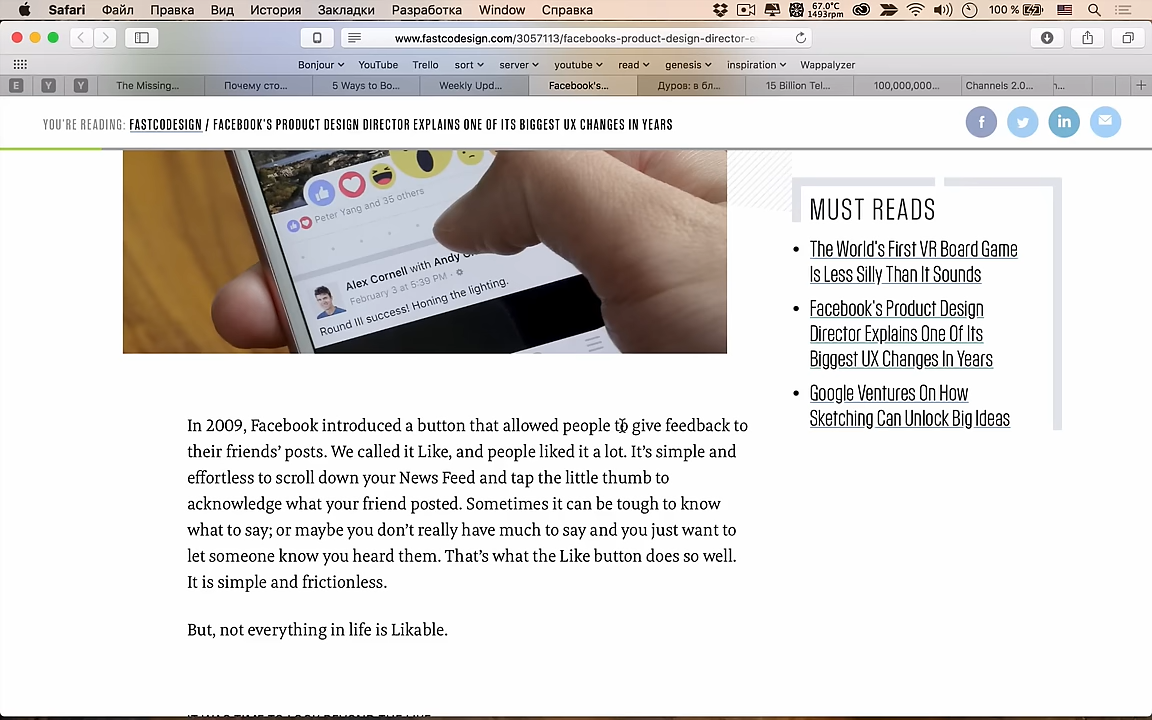 Safari Файл Правка Вид История Закладки Разработка Window Справка 67.0°C 1493rpm 100 %
www.fastcodesign.com/3057113/facebooks-product-design-director-e
Bonjour YouTube Trello sort server youtube read genesis inspiration Wappalyzer
E Y Y The Missing... Почему сто... 5 Ways to Bo... Weekly Upd... Facebook's... Дуров: в бл... 15 Billion Tel... 100,000,000... Channels 2.0...
YOU'RE READING: FASTCODESIGN / FACEBOOK'S PRODUCT DESIGN DIRECTOR EXPLAINS ONE OF ITS BIGGEST UX CHANGES IN YEARS
f in
Peter Yang and 35 others
Alex Cornell with Andy
February 3 at 5:39 PM
Round III success! Honing the lighting.
MUST READS
• The World's First VR Board Game
Is Less Silly Than It Sounds
• Facebook's Product Design
Director Explains One Of Its
Biggest UX Changes In Years
• Google Ventures On How
Sketching Can Unlock Big Ideas
In 2009, Facebook introduced a button that allowed people to give feedback to
their friends’ posts. We called it Like, and people liked it a lot. It’s simple and
effortless to scroll down your News Feed and tap the little thumb to
acknowledge what your friend posted. Sometimes it can be tough to know
what to say; or maybe you don’t really have much to say and you just want to
let someone know you heard them. That’s what the Like button does so well.
It is simple and frictionless.
But, not everything in life is Likable.
IT WAS TIME TO LOOK BEYOND THE LIKE